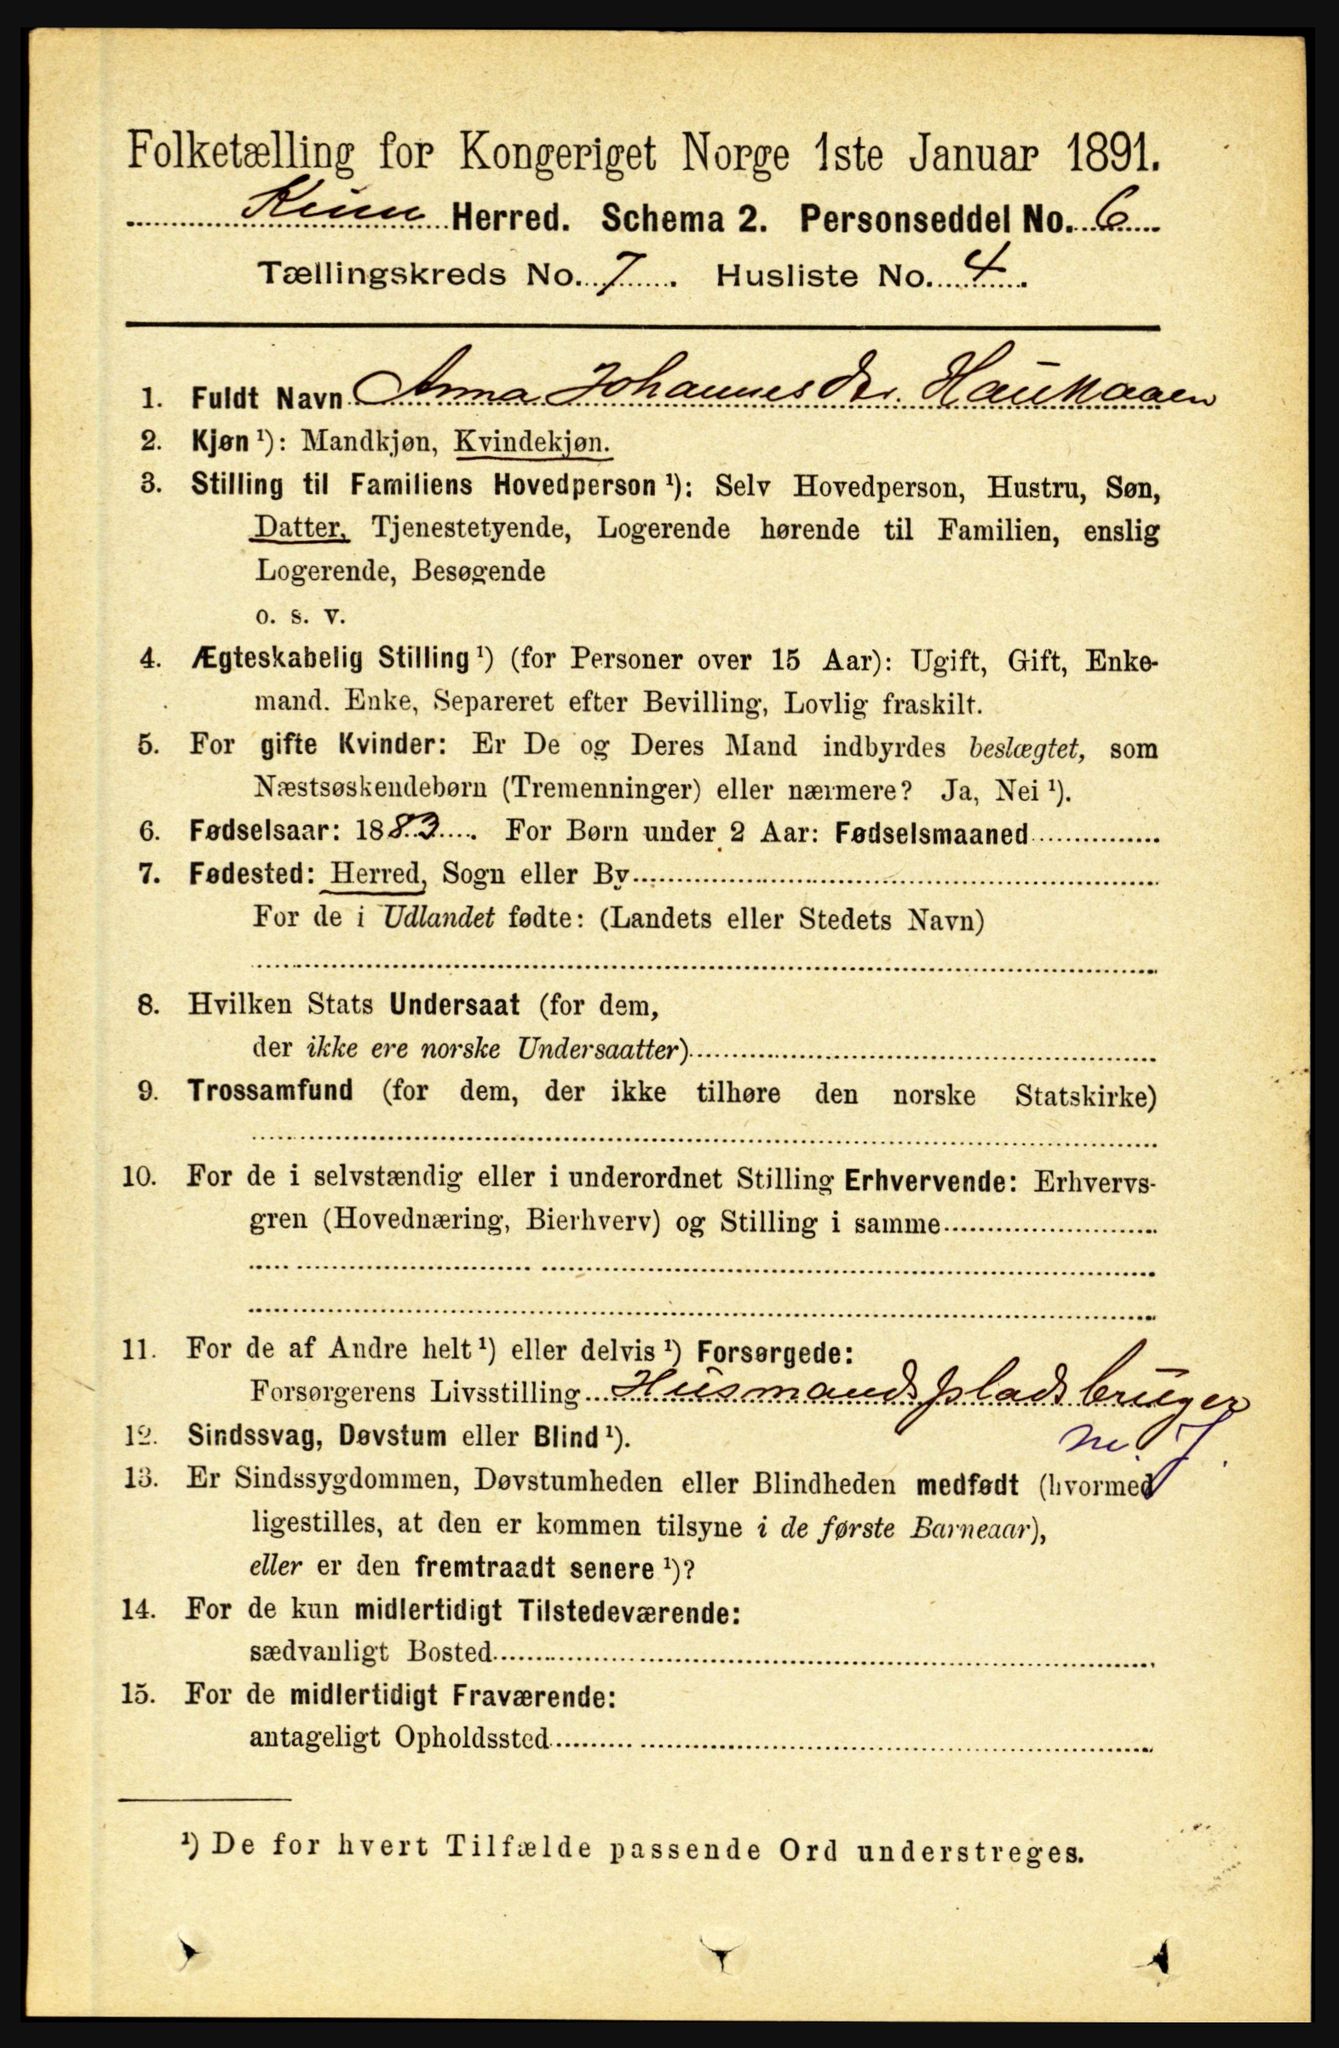 Folketælling for Kongeriget Norge 1ste Januar 1891.
Kinn Herred. Schema 2. Personseddel No. 6
Tællingskreds No. 7. Husliste No. 4.
1. Fuldt Navn Anna Johannesdtr. Haukaaen
2. Kjøn ¹): Mandkjøn, Kvindekjøn.
3. Stilling til Familiens Hovedperson ¹): Selv Hovedperson, Hustru, Søn,
Datter, Tjenestetyende, Logerende hørende til Familien, enslig
Logerende, Besøgende
o. s. v.
4. Ægteskabelig Stilling ¹) (for Personer over 15 Aar): Ugift, Gift, Enke-
mand. Enke, Separeret efter Bevilling, Lovlig fraskilt.
5. For gifte Kvinder: Er De og Deres Mand indbyrdes beslægtet, som
Næstsøskendebørn (Tremenninger) eller nærmere? Ja, Nei ¹).
6. Fødselsaar: 1883. For Børn under 2 Aar: Fødselsmaaned
7. Fødested: Herred, Sogn eller By
For de i Udlandet fødte: (Landets eller Stedets Navn)
8. Hvilken Stats Undersaat (for dem,
der ikke ere norske Undersaatter)
9. Trossamfund (for dem, der ikke tilhøre den norske Statskirke)
10. For de i selvstændig eller i underordnet Stilling Erhvervende: Erhvervs-
gren (Hovednæring, Bierhverv) og Stilling i samme
11. For de af Andre helt ¹) eller delvis ¹) Forsørgede:
Forsørgerens Livsstilling Husmandspladsbruger
12. Sindssvag, Døvstum eller Blind ¹).
13. Er Sindssygdommen, Døvstumheden eller Blindheden medfødt (hvormed
ligestilles, at den er kommen tilsyne i de første Barneaar),
eller er den fremtraadt senere ¹)?
14. For de kun midlertidigt Tilstedeværende:
sædvanligt Bosted
15. For de midlertidigt Fraværende:
antageligt Opholdssted
¹) De for hvert Tilfælde passende Ord understreges.